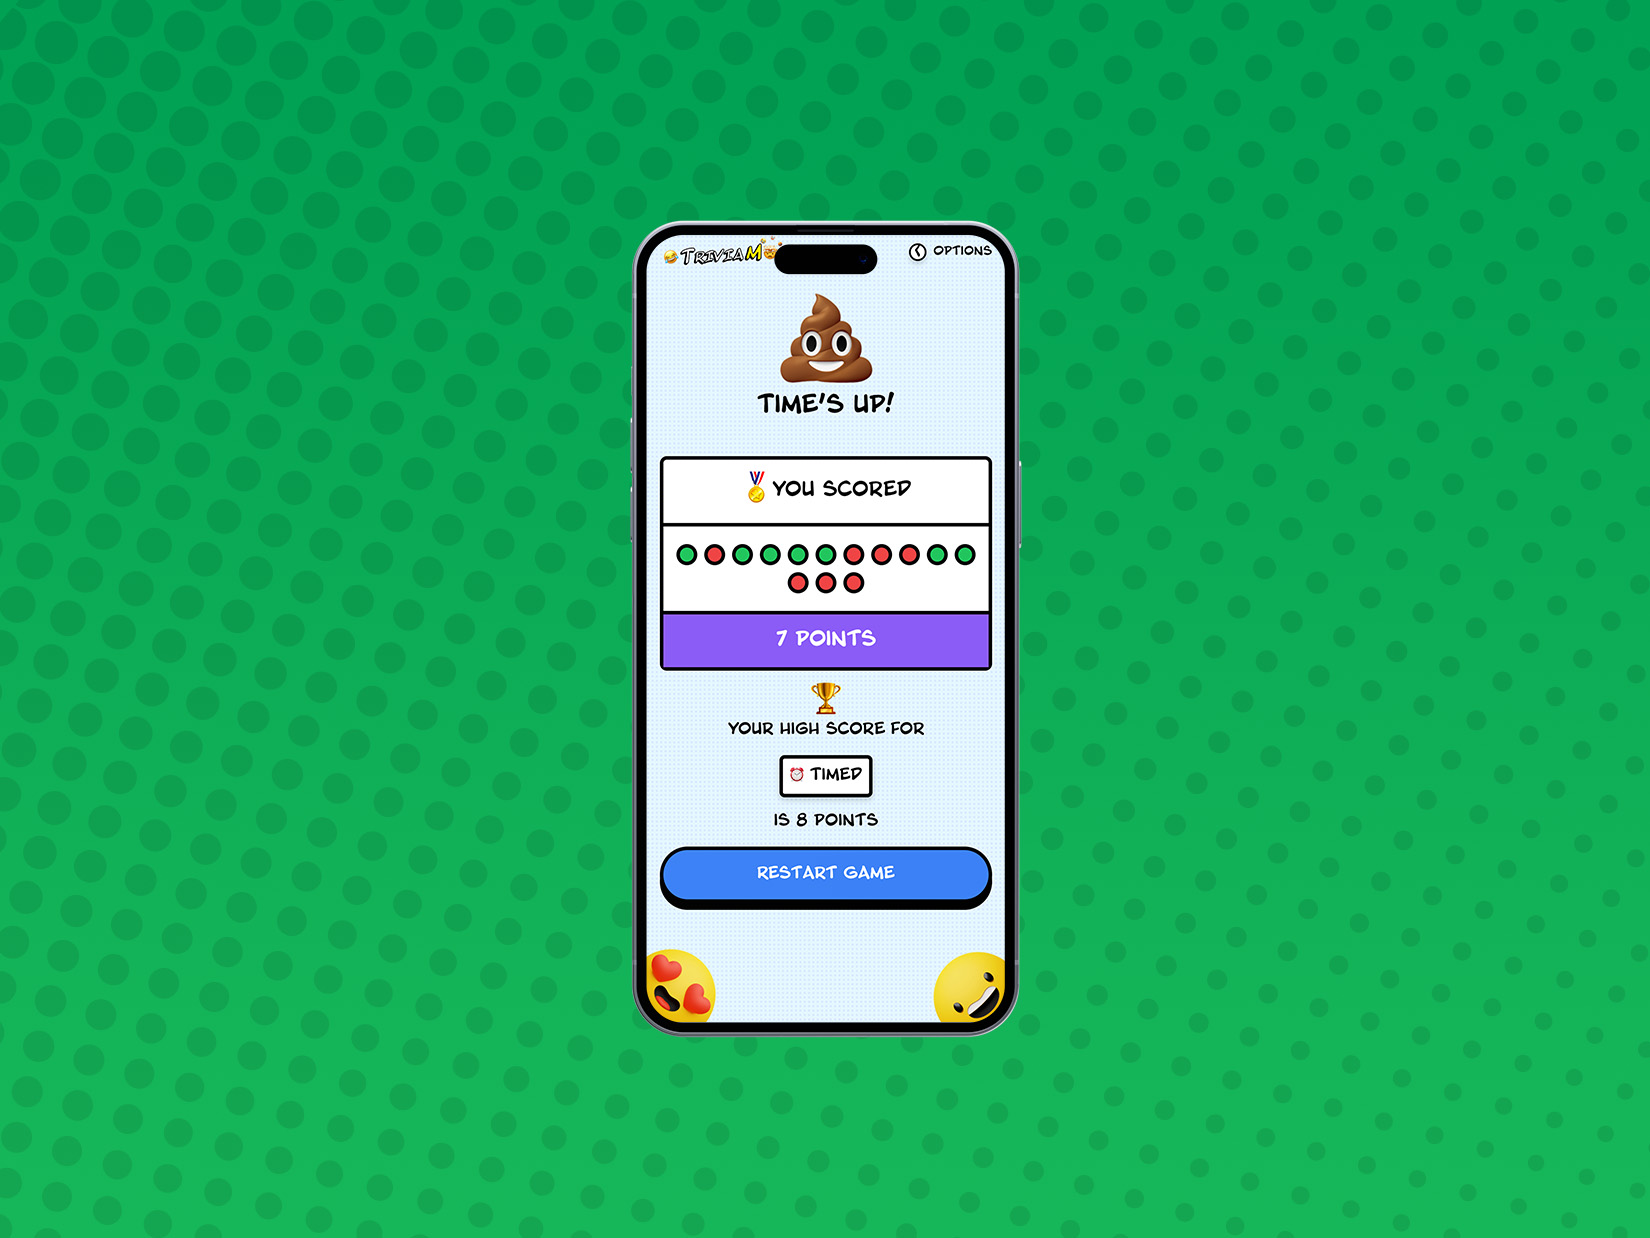 TRIVIAM
OPTIONS
TIME'S UP!
YOU SCORED
7 POINTS
YOUR HIGH SCORE FOR
TIMED
IS 8 POINTS
RESTART GAME